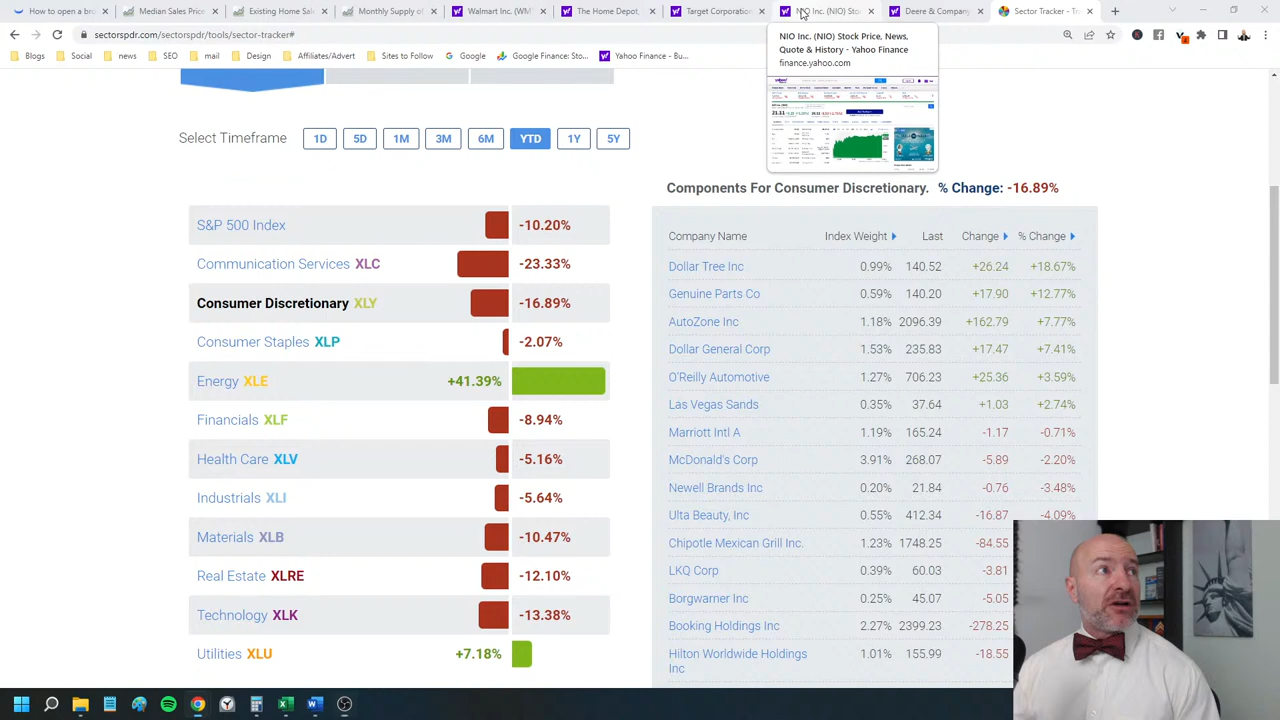 How to open a bro
Personal Consum
Existing Home Sal
Monthly Supply of
Walmart Inc. (WM
The Home Depot,
Target Corporatio
NIO Inc. (NIO) Stoc
Deere & Company
Sector Tracker - Tra
sectorspdr.com/sectorspdr/tools/sector-tracker#
Blogs
Social
SEO
mail
Design
Affiliates/Advert
Sites to Follow
Google
Google Finance: Sto...
Yahoo Finance - Bu...
NIO Inc. (NIO) Stock Price, News,
Quote & History - Yahoo Finance
finance.yahoo.com
Select Timeframe: 1D 5D 1M 3M 6M YTD 1Y 5Y
Components For Consumer Discretionary. % Change: -16.89%
S&P 500 Index -10.20%
Communication Services XLC -23.33%
Consumer Discretionary XLY -16.89%
Consumer Staples XLP -2.07%
Energy XLE +41.39%
Financials XLF -8.94%
Health Care XLV -5.16%
Industrials XLI -5.64%
Materials XLB -10.47%
Real Estate XLRE -12.10%
Technology XLK -13.38%
Utilities XLU +7.18%
Company Name Index Weight Last Change % Change
Dollar Tree Inc 0.99% 140.52 +26.24 +18.67%
Genuine Parts Co 0.59% 140.20 +17.90 +12.77%
AutoZone Inc 1.18% 2096.39 +162.79 +7.77%
Dollar General Corp 1.53% 235.83 +17.47 +7.41%
O'Reilly Automotive 1.27% 706.23 +25.36 +3.59%
Las Vegas Sands 0.35% 37.64 +1.03 +2.74%
Marriott Intl A 1.19% 165.24 -1.17 -0.71%
McDonald's Corp 3.91% 268.07 -5.89 -2.20%
Newell Brands Inc 0.20% 21.84 -0.76 -3.48%
Ulta Beauty, Inc 0.55% 412.34 -16.87 -4.09%
Chipotle Mexican Grill Inc. 1.23% 1748.25 -84.55
LKQ Corp 0.39% 60.03 -3.81
Borgwarner Inc 0.25% 45.07 -5.05
Booking Holdings Inc 2.27% 2399.23 -278.25
Hilton Worldwide Holdings 1.01% 155.99 -18.55
Inc